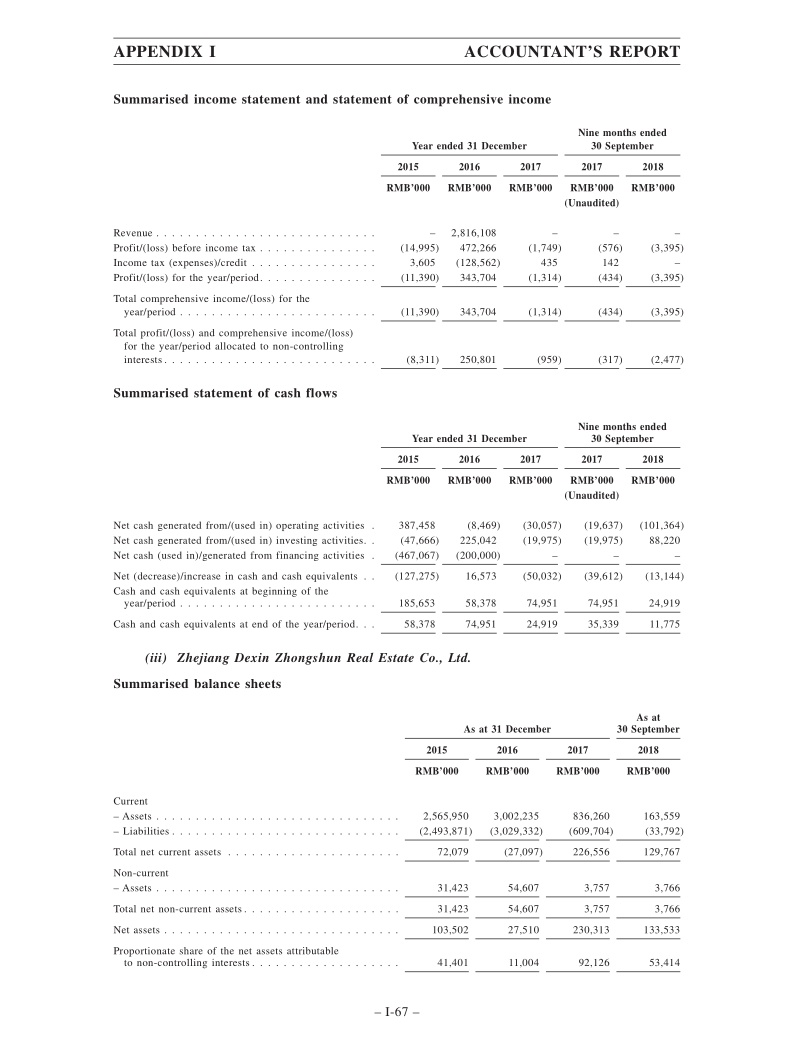 APPENDIX I ACCOUNTANT'S REPORT
Summarised income statement and statement of comprehensive income
Nine months ended
Year ended 31 December 30 September
2015 2016 2017 2017 2018
RMB'000 RMB'000 RMB'000 RMB'000 RMB'000
(Unaudited)
Revenue . . . . . . . . . . . . . . . . . . . . . . . . . . . . – 2,816,108 – – –
Profit/(loss) before income tax . . . . . . . . . . . . . . . (14,995) 472,266 (1,749) (576) (3,395)
Income tax (expenses)/credit . . . . . . . . . . . . . . . . 3,605 (128,562) 435 142 –
Profit/(loss) for the year/period. . . . . . . . . . . . . . . (11,390) 343,704 (1,314) (434) (3,395)
Total comprehensive income/(loss) for the
year/period . . . . . . . . . . . . . . . . . . . . . . . . . (11,390) 343,704 (1,314) (434) (3,395)
Total profit/(loss) and comprehensive income/(loss)
for the year/period allocated to non-controlling
interests. . . . . . . . . . . . . . . . . . . . . . . . . . . (8,311) 250,801 (959) (317) (2,477)
Summarised statement of cash flows
Nine months ended
Year ended 31 December 30 September
2015 2016 2017 2017 2018
RMB'000 RMB'000 RMB'000 RMB'000 RMB'000
(Unaudited)
Net cash generated from/(used in) operating activities . 387,458 (8,469) (30,057) (19,637) (101,364)
Net cash generated from/(used in) investing activities. . (47,666) 225,042 (19,975) (19,975) 88,220
Net cash (used in)/generated from financing activities . (467,067) (200,000) – – –
Net (decrease)/increase in cash and cash equivalents . . (127,275) 16,573 (50,032) (39,612) (13,144)
Cash and cash equivalents at beginning of the
year/period . . . . . . . . . . . . . . . . . . . . . . . . . 185,653 58,378 74,951 74,951 24,919
Cash and cash equivalents at end of the year/period. . . 58,378 74,951 24,919 35,339 11,775
(iii) Zhejiang Dexin Zhongshun Real Estate Co., Ltd.
Summarised balance sheets
As at
As at 31 December 30 September
2015 2016 2017 2018
RMB'000 RMB'000 RMB'000 RMB'000
Current
– Assets . . . . . . . . . . . . . . . . . . . . . . . . . . . . . . . 2,565,950 3,002,235 836,260 163,559
– Liabilities . . . . . . . . . . . . . . . . . . . . . . . . . . . . . (2,493,871) (3,029,332) (609,704) (33,792)
Total net current assets . . . . . . . . . . . . . . . . . . . . . . 72,079 (27,097) 226,556 129,767
Non-current
– Assets . . . . . . . . . . . . . . . . . . . . . . . . . . . . . . . 31,423 54,607 3,757 3,766
Total net non-current assets . . . . . . . . . . . . . . . . . . . . 31,423 54,607 3,757 3,766
Net assets . . . . . . . . . . . . . . . . . . . . . . . . . . . . . . 103,502 27,510 230,313 133,533
Proportionate share of the net assets attributable
to non-controlling interests . . . . . . . . . . . . . . . . . . . 41,401 11,004 92,126 53,414
– I-67 –